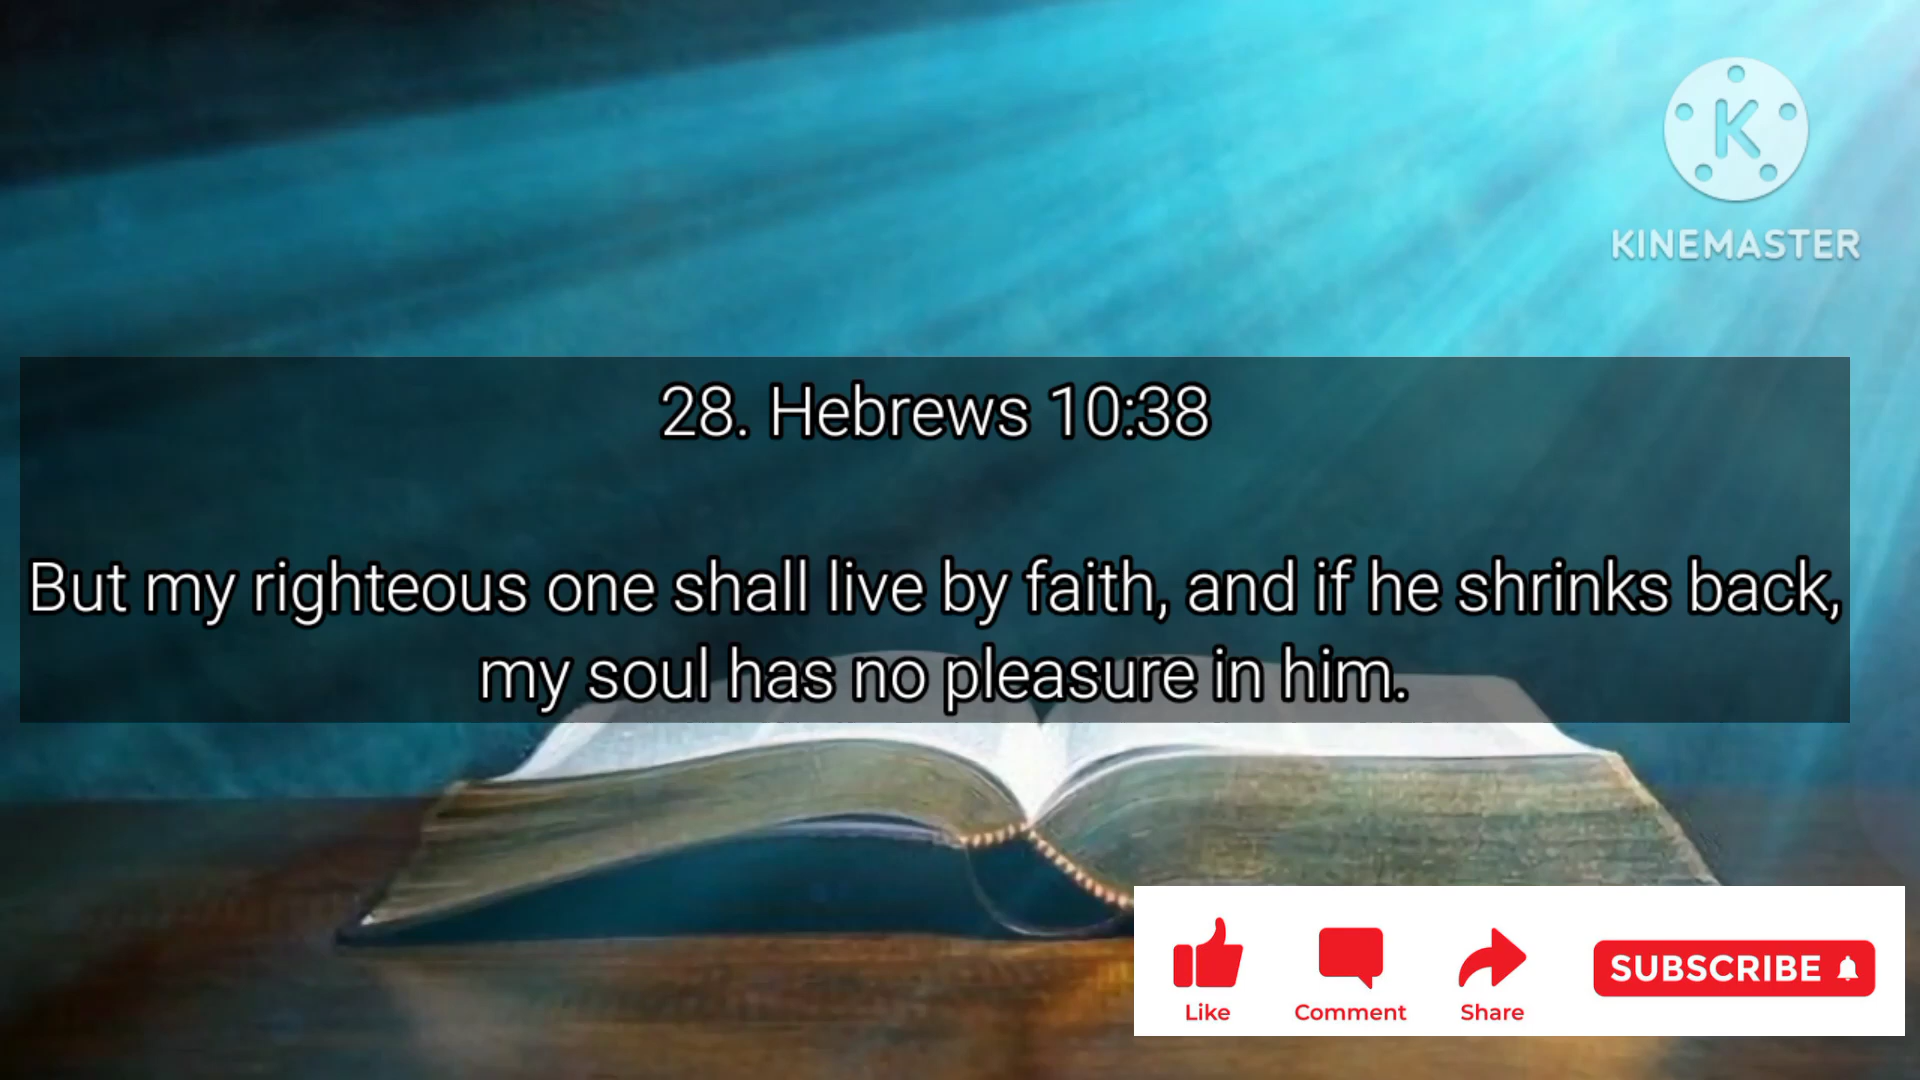 K
KINEMASTER
28. Hebrews 10:38
But my righteous one shall live by faith, and if he shrinks back,
my soul has no pleasure in him.
Like
Comment
Share
SUBSCRIBE